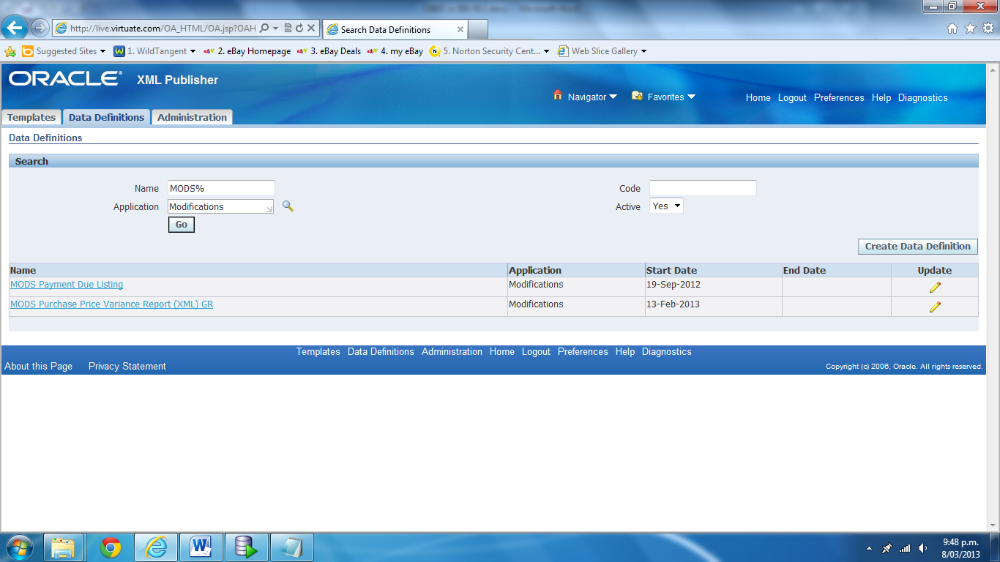 http://live.virtuate.com/OA_HTML/OA.jsp?OAH
Search Data Definitions
Suggested Sites
1. WildTangent
2. eBay Homepage
3. eBay Deals
4. my eBay
5. Norton Security Cent...
Web Slice Gallery
ORACLE® XML Publisher
Navigator Favorites Home Logout Preferences Help Diagnostics
Templates Data Definitions Administration
Data Definitions
Search
Name MODS% Code
Application Modifications Active Yes
Go
Create Data Definition
Name Application Start Date End Date Update
MODS Payment Due Listing Modifications 19-Sep-2012
MODS Purchase Price Variance Report (XML) GR Modifications 13-Feb-2013
Templates Data Definitions Administration Home Logout Preferences Help Diagnostics
About this Page Privacy Statement Copyright (c) 2006, Oracle. All rights reserved.
9:48 p.m.
8/03/2013